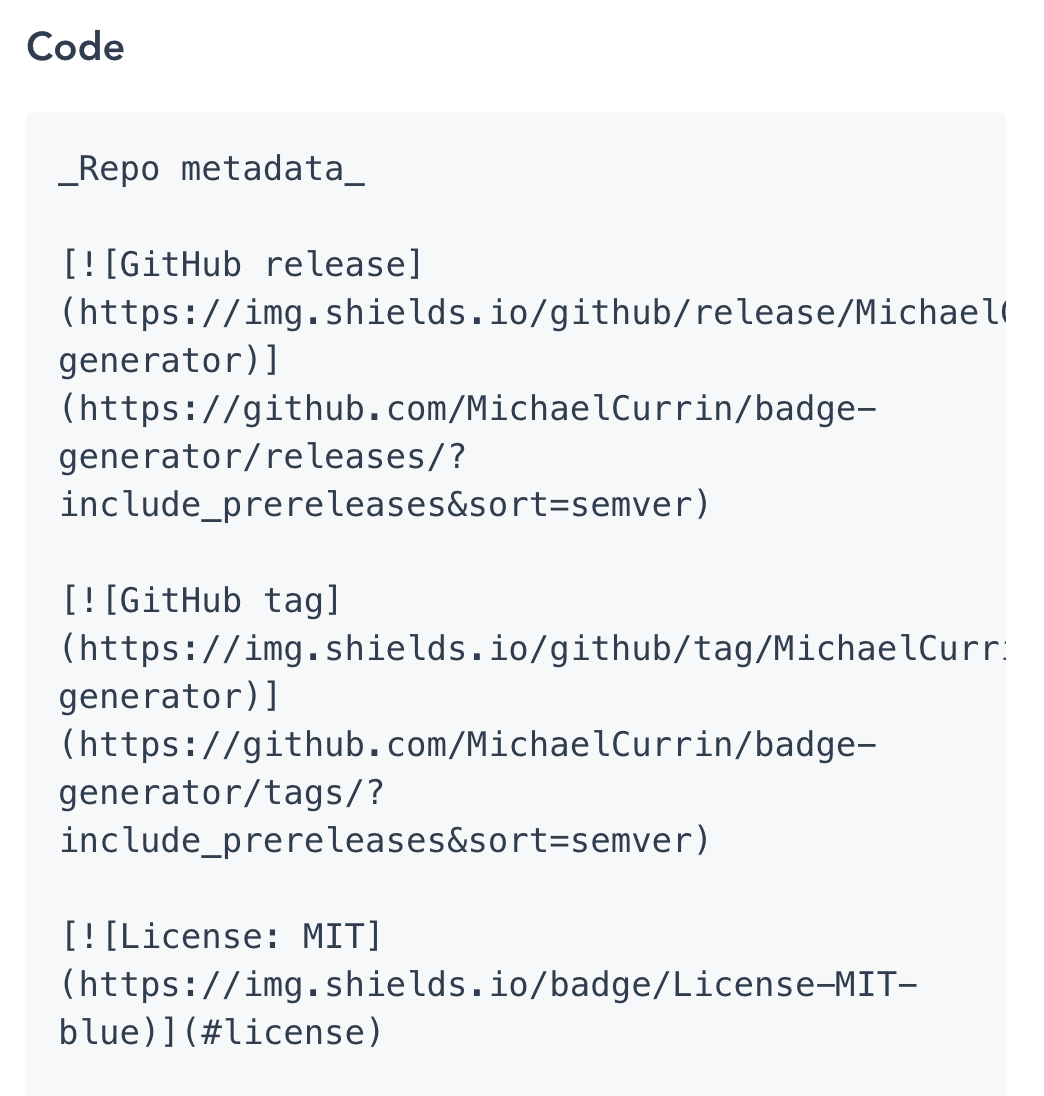 Code
_Repo metadata_
[![GitHub release]
(https://img.shields.io/github/release/Michael
generator)]
(https://github.com/MichaelCurrin/badge-
generator/releases/?
include_prereleases&sort=semver)
[![GitHub tag]
(https://img.shields.io/github/tag/MichaelCurr
generator)]
(https://github.com/MichaelCurrin/badge-
generator/tags/?
include_prereleases&sort=semver)
[![License: MIT]
(https://img.shields.io/badge/License-MIT-
blue)](#license)